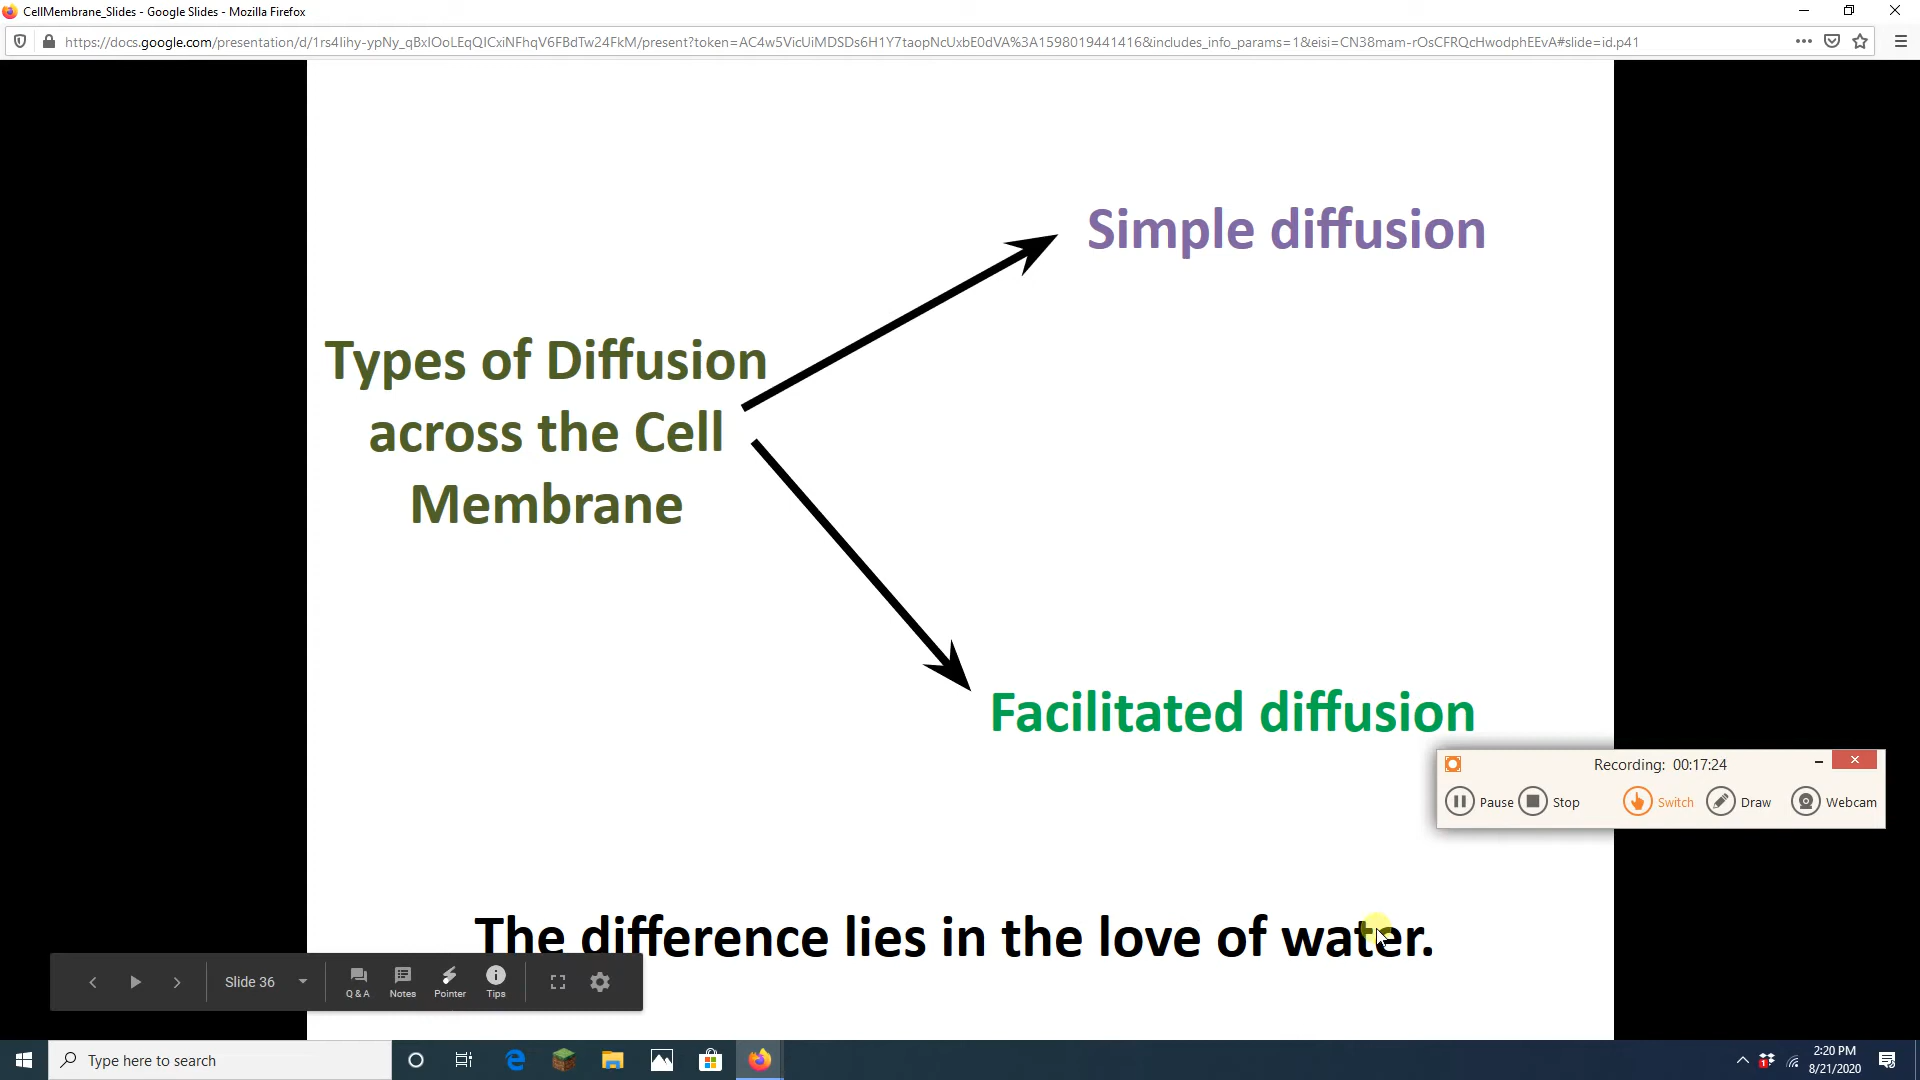 CellMembrane_Slides - Google Slides - Mozilla Firefox
https://docs.google.com/presentation/d/1rs4Iihy-ypNy_qBxIOoLEqQICxiNFhqV6FBdTw24FkM/present?token=AC4w5VicUiMDSDs6H1Y7taopNcUxbE0dVA%3A1598019441416&includes_info_params=1&eisi=CN38mam-rOsCFRQcHwodphEEvA#slide=id.p41
Simple diffusion
Types of Diffusion
across the Cell
Membrane
Facilitated diffusion
Recording: 00:17:24
Pause Stop Switch Draw Webcam
The difference lies in the love of water.
Slide 36
Q & A Notes Pointer Tips
Type here to search
1
2:20 PM
8/21/2020